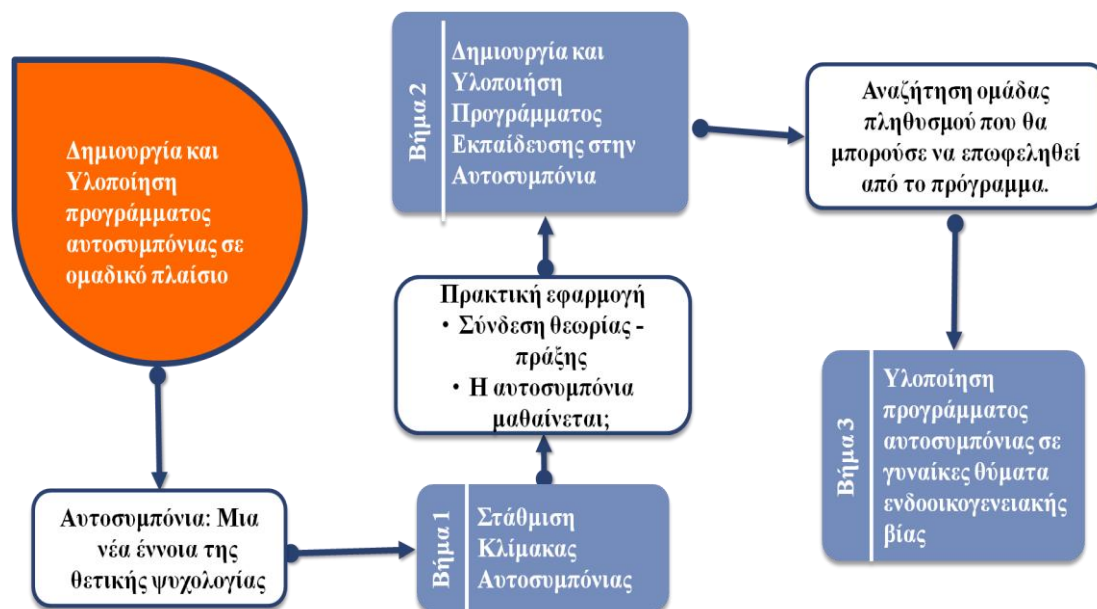 Δημιουργία και
Υλοποίηση
προγράμματος
αυτοσυμπόνιας σε
ομαδικό πλαίσιο
Αυτοσυμπόνια: Μια
νέα έννοια της
θετικής ψυχολογίας
Βήμα 1
Στάθμιση
Κλίμακας
Αυτοσυμπόνιας
Πρακτική εφαρμογή
• Σύνδεση θεωρίας -
πράξης
• Η αυτοσυμπόνια
μαθαίνεται;
Βήμα 2
Δημιουργία και
Υλοποιήση
Προγράμματος
Εκπαίδευσης στην
Αυτοσυμπόνια
Αναζήτηση ομάδας
πληθυσμού που θα
μπορούσε να επωφεληθεί
από το πρόγραμμα.
Βήμα 3
Υλοποίηση
προγράμματος
αυτοσυμπόνιας σε
γυναίκες θύματα
ενδοοικογενειακής
βίας